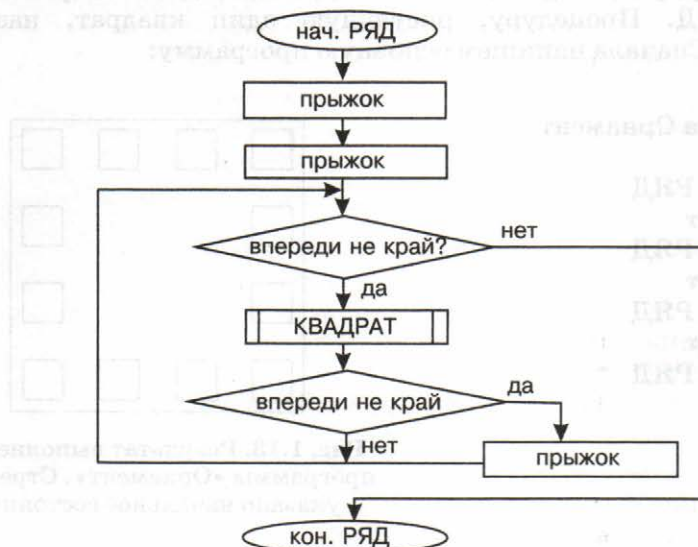 нач. РЯД
прыжок
прыжок
впереди не край?
нет
да
КВАДРАТ
впереди не край
да
нет
прыжок
кон. РЯД